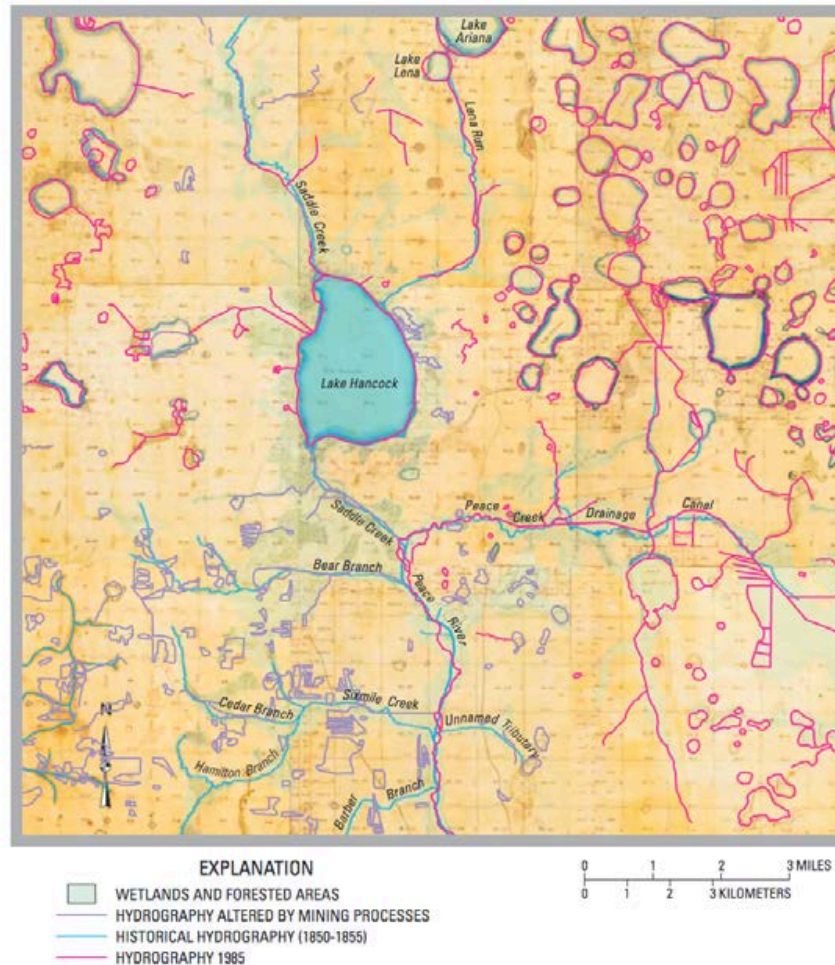 Lake
Ariana
Lake
Lena
Lena Run
Saddle Creek
Lake Hancock
Saddle Creek
Peace Creek Drainage Canal
Bear Branch
Peace River
Cedar Branch
Sixmile Creek
Unnamed Tributary
Hamilton Branch
Barber Branch
N
EXPLANATION
WETLANDS AND FORESTED AREAS
HYDROGRAPHY ALTERED BY MINING PROCESSES
HISTORICAL HYDROGRAPHY (1850-1855)
HYDROGRAPHY 1985
0 1 2 3 MILES
0 1 2 3 KILOMETERS